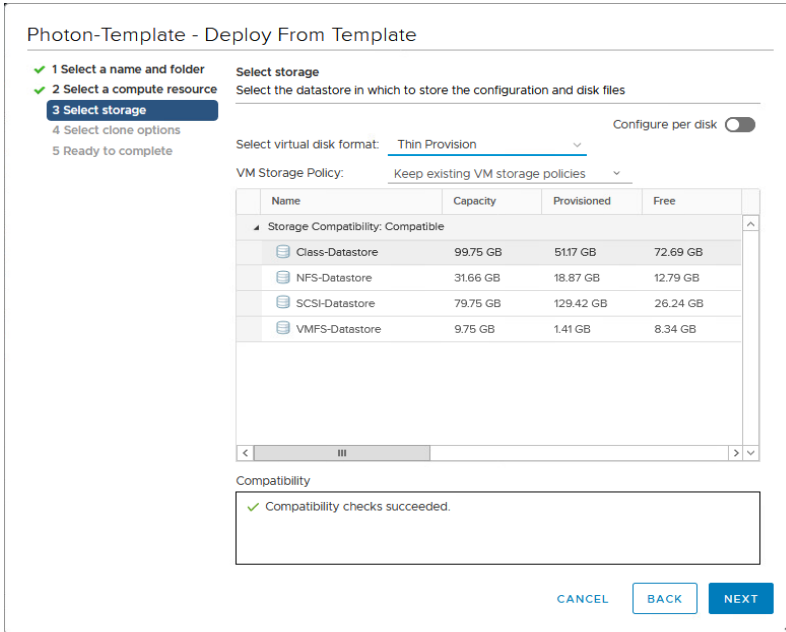 Photon-Template - Deploy From Template
1 Select a name and folder
2 Select a compute resource
3 Select storage
4 Select clone options
5 Ready to complete
Select storage
Select the datastore in which to store the configuration and disk files
Configure per disk
Select virtual disk format: Thin Provision
VM Storage Policy: Keep existing VM storage policies
Name Capacity Provisioned Free
Storage Compatibility: Compatible
Class-Datastore 99.75 GB 51.17 GB 72.69 GB
NFS-Datastore 31.66 GB 18.87 GB 12.79 GB
SCSI-Datastore 79.75 GB 129.42 GB 26.24 GB
VMFS-Datastore 9.75 GB 1.41 GB 8.34 GB
Compatibility
Compatibility checks succeeded.
CANCEL BACK NEXT